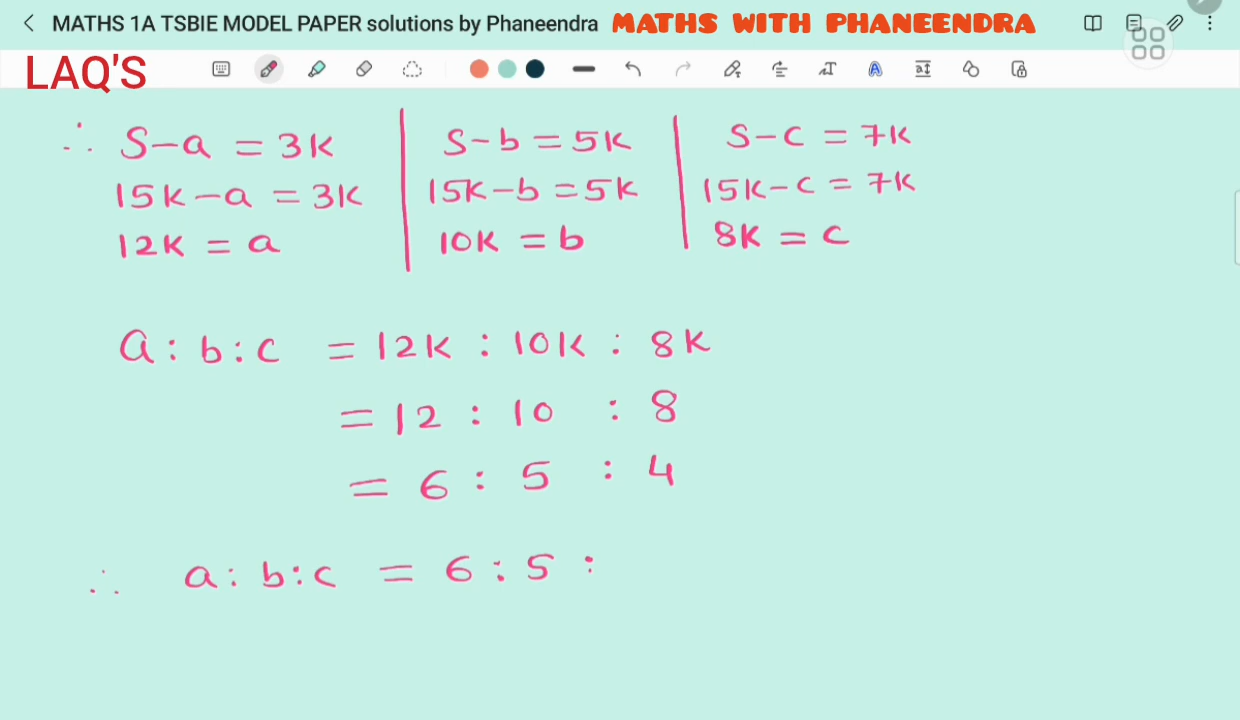 MATHS 1A TSBIE MODEL PAPER solutions by Phaneendra MATHS WITH PHANEENDRA
LAQ'S
∴ S-a = 3K | S-b = 5K | S-c = 7K
15K-a = 3K | 15K-b = 5K | 15K-c = 7K
12K = a | 10K = b | 8K = c
a : b : c = 12K : 10K : 8K
= 12 : 10 : 8
= 6 : 5 : 4
∴ a : b : c = 6 : 5 :